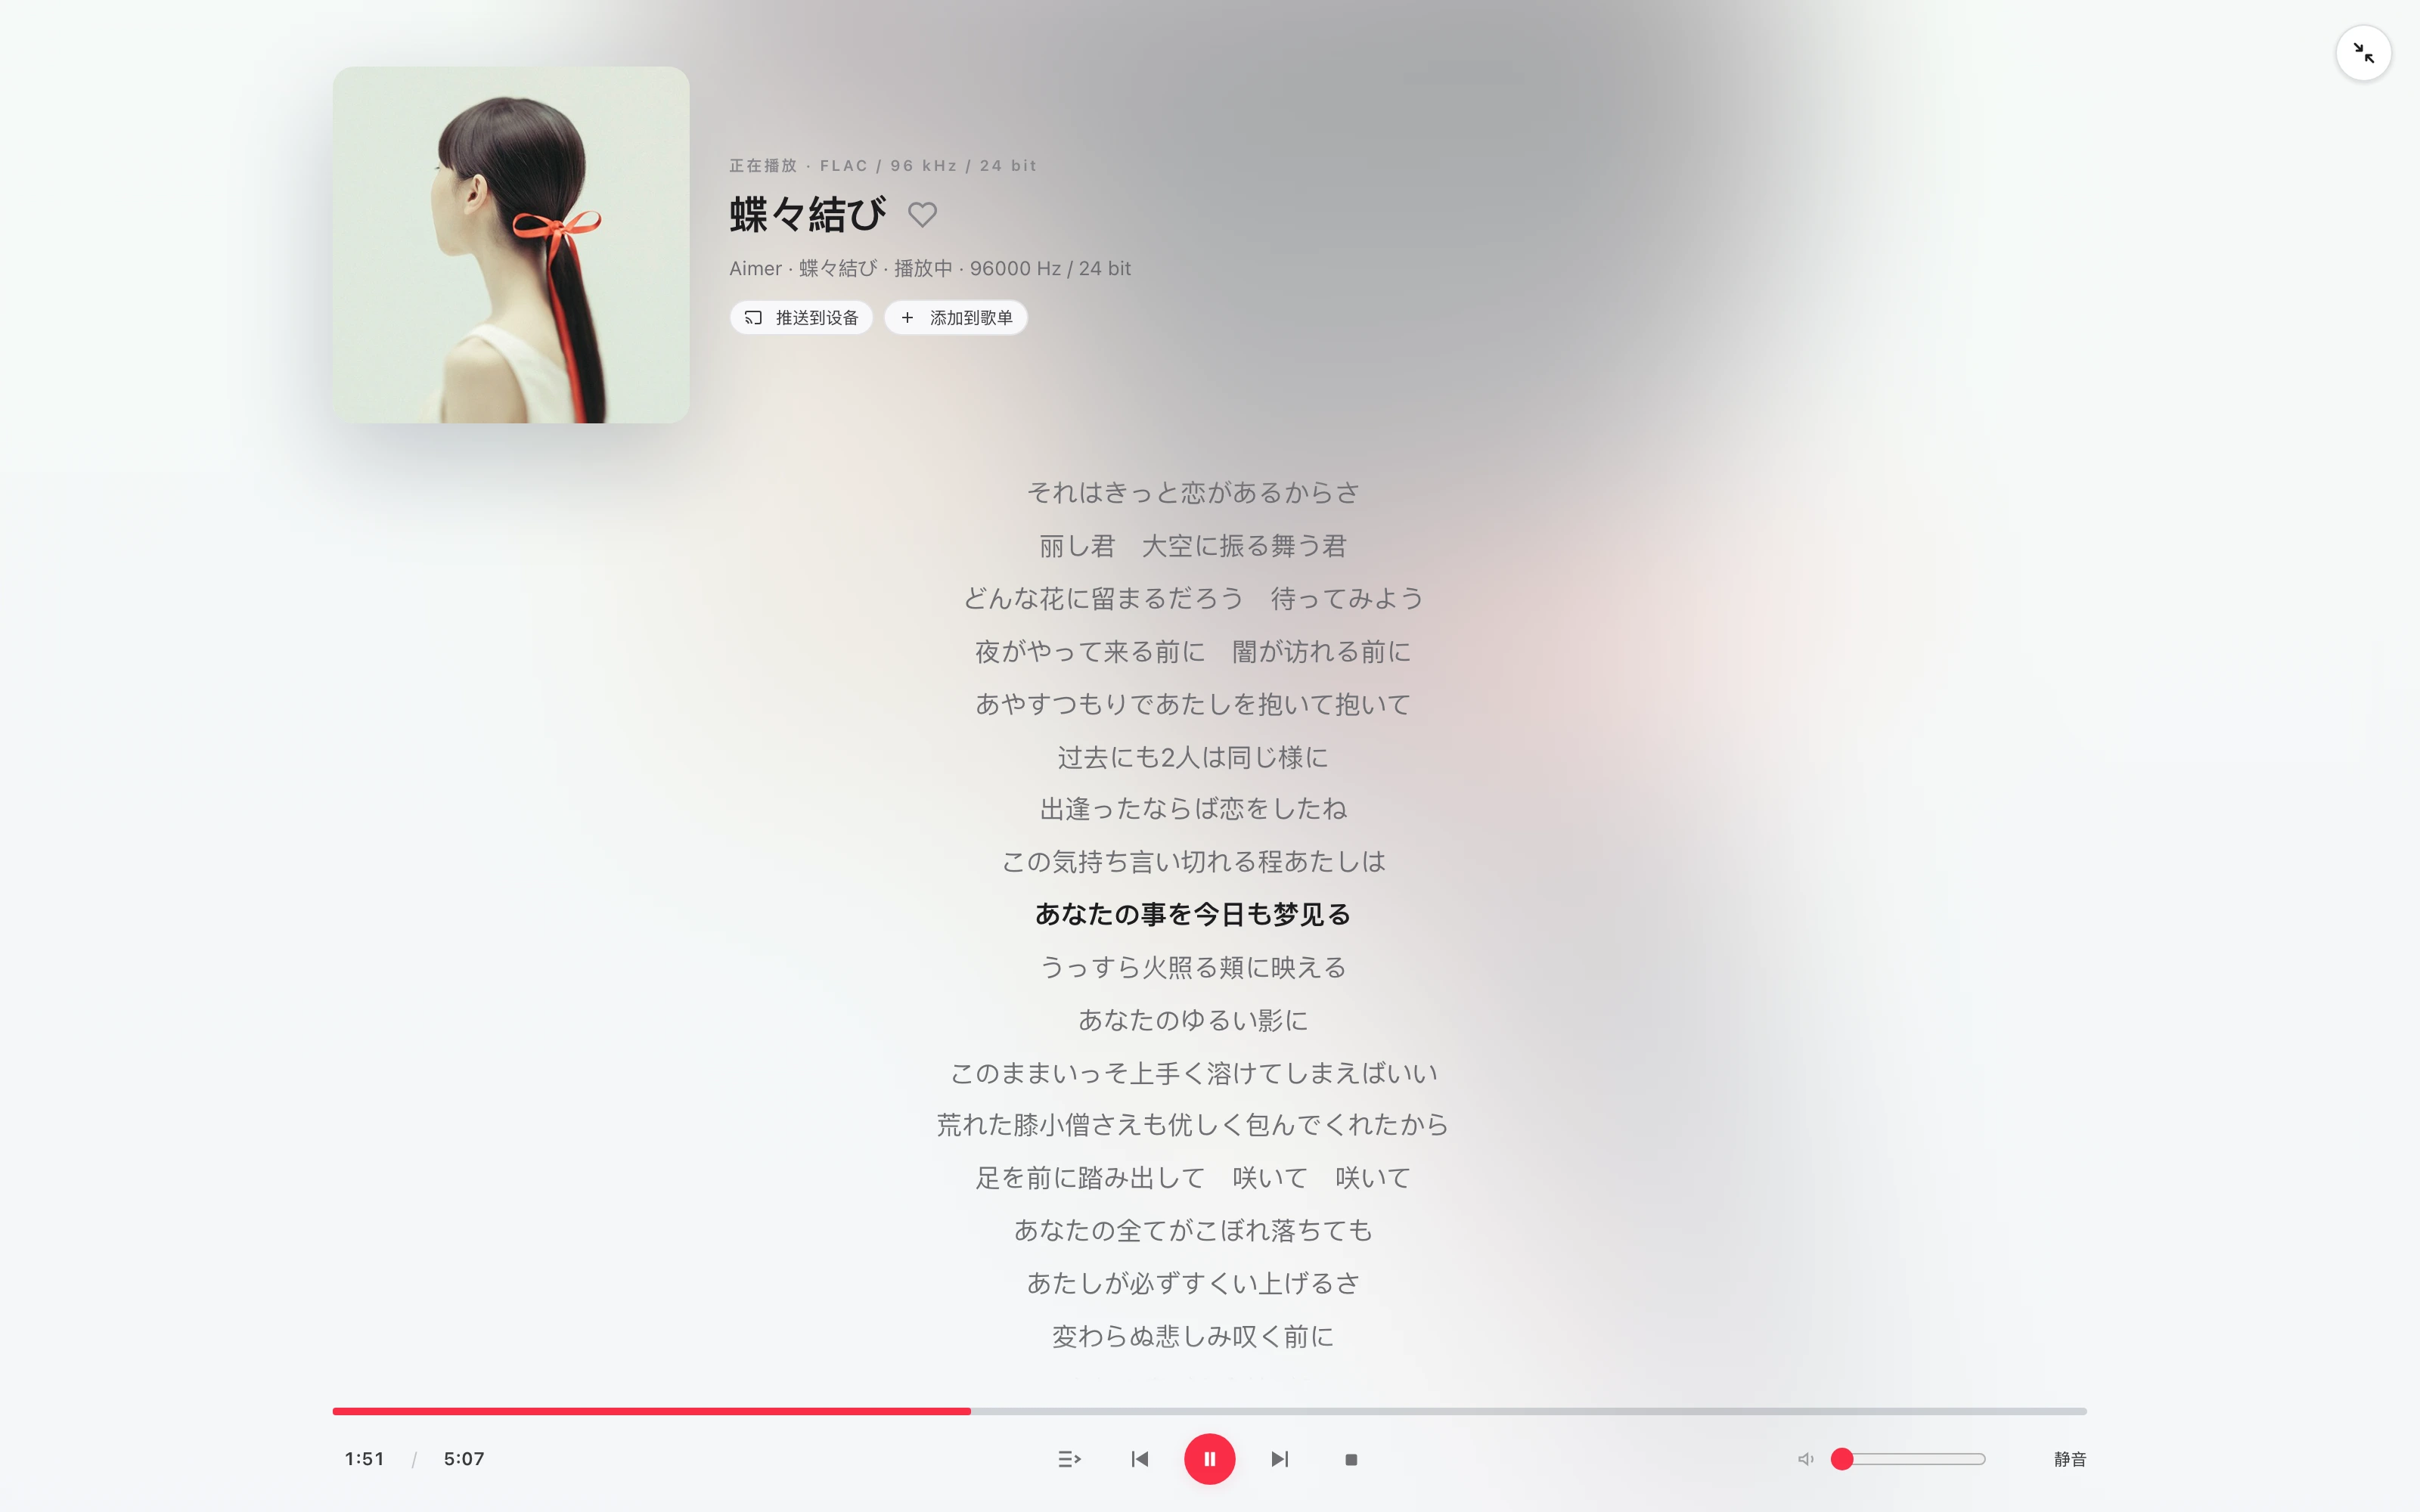 正在播放 · FLAC / 96 kHz / 24 bit
蝶々結び
Aimer · 蝶々結び · 播放中 · 96000 Hz / 24 bit
推送到设备
添加到歌单
それはきっと恋があるからさ
丽し君　大空に振る舞う君
どんな花に留まるだろう　待ってみよう
夜がやって来る前に　闇が访れる前に
あやすつもりであたしを抱いて抱いて
过去にも2人は同じ様に
出逢ったならば恋をしたね
この気持ち言い切れる程あたしは
あなたの事を今日も梦见る
うっすら火照る頬に映える
あなたのゆるい影に
このままいっそ上手く溶けてしまえばいい
荒れた膝小僧さえも优しく包んでくれたから
足を前に踏み出して　咲いて　咲いて
あなたの全てがこぼれ落ちても
あたしが必ずすくい上げるさ
変わらぬ悲しみ叹く前に
1:51 / 5:07
静音